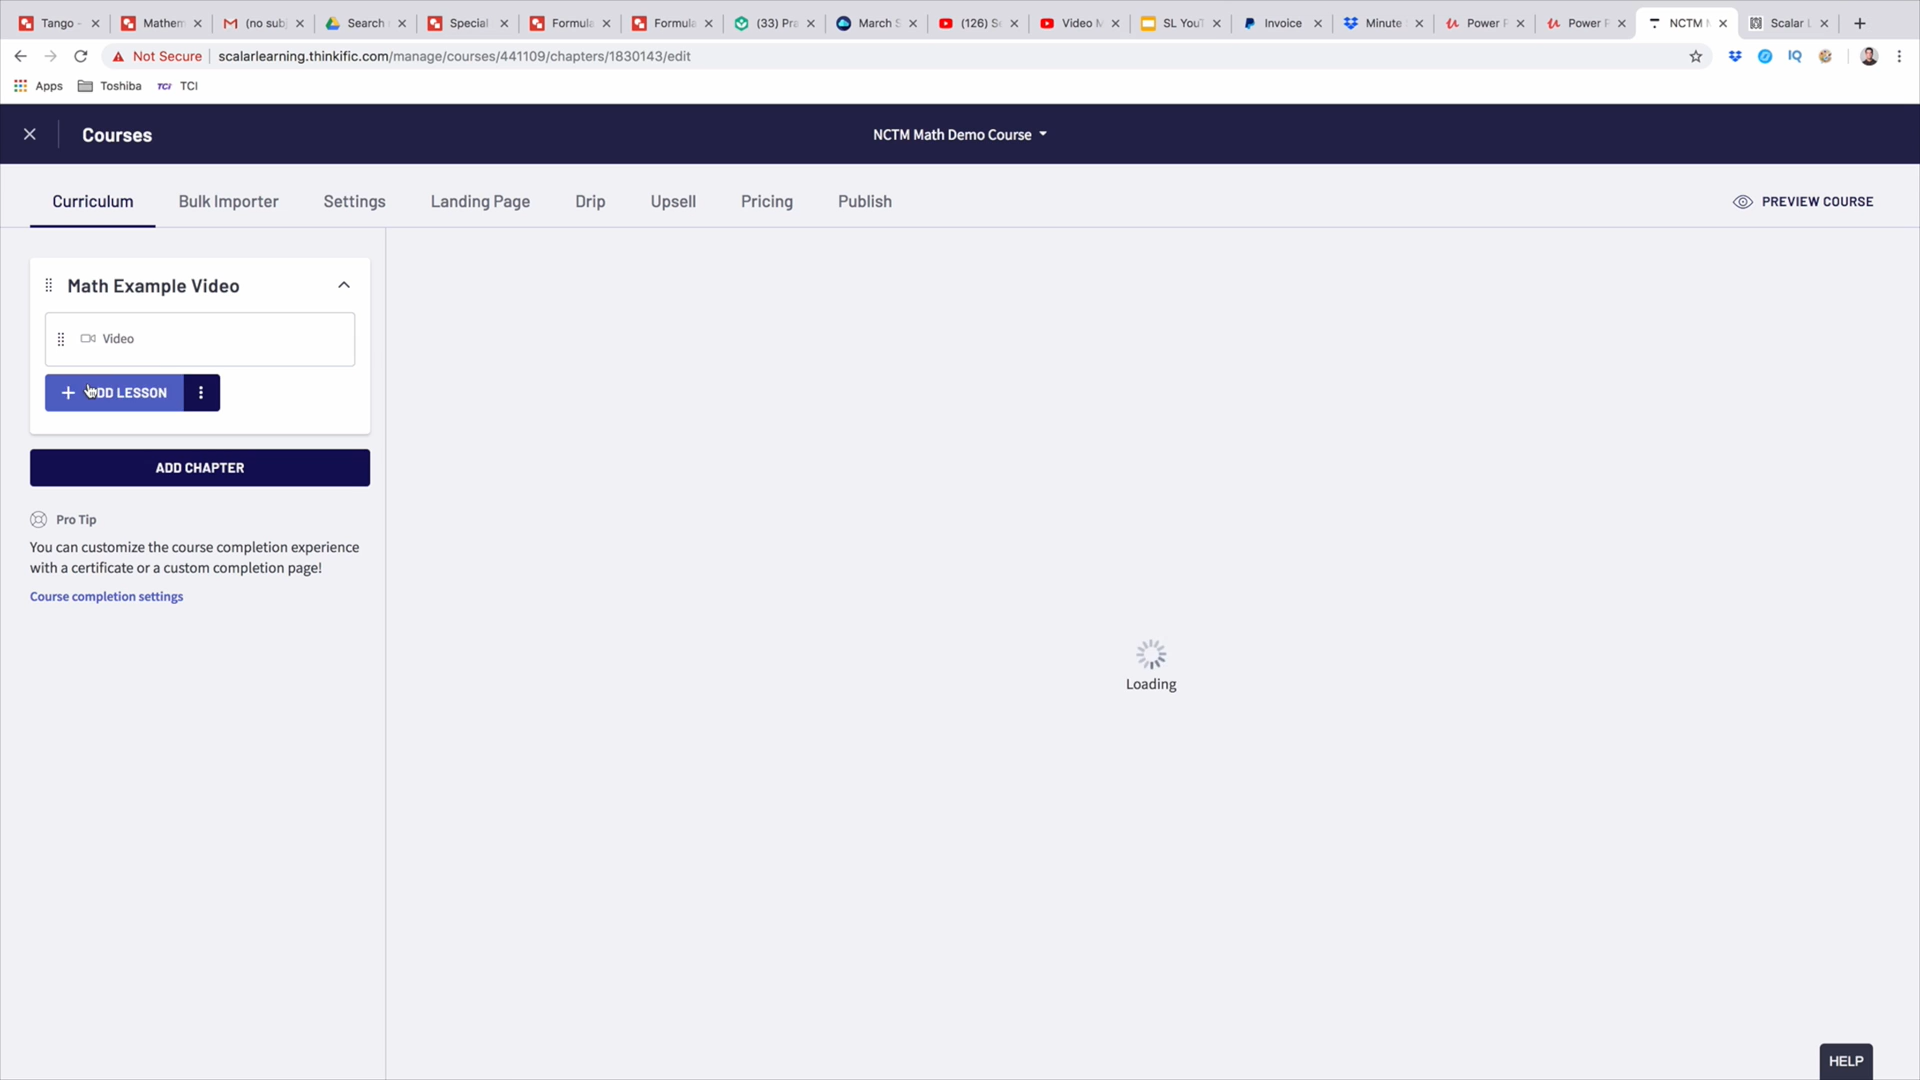 Tango -
Mathem
(no sub
Search
Special
Formula
Formula
(33) Pre
March S
(126) Sc
Video M
SL YouT
Invoice
Minute
Power P
Power P
NCTM M
Scalar L
Not Secure
scalarlearning.thinkific.com/manage/courses/441109/chapters/1830143/edit
IQ
Apps
Toshiba
TCI TCI
Courses
NCTM Math Demo Course
Curriculum
Bulk Importer
Settings
Landing Page
Drip
Upsell
Pricing
Publish
PREVIEW COURSE
Math Example Video
Video
ADD LESSON
ADD CHAPTER
Pro Tip
You can customize the course completion experience
with a certificate or a custom completion page!
Course completion settings
Loading
HELP